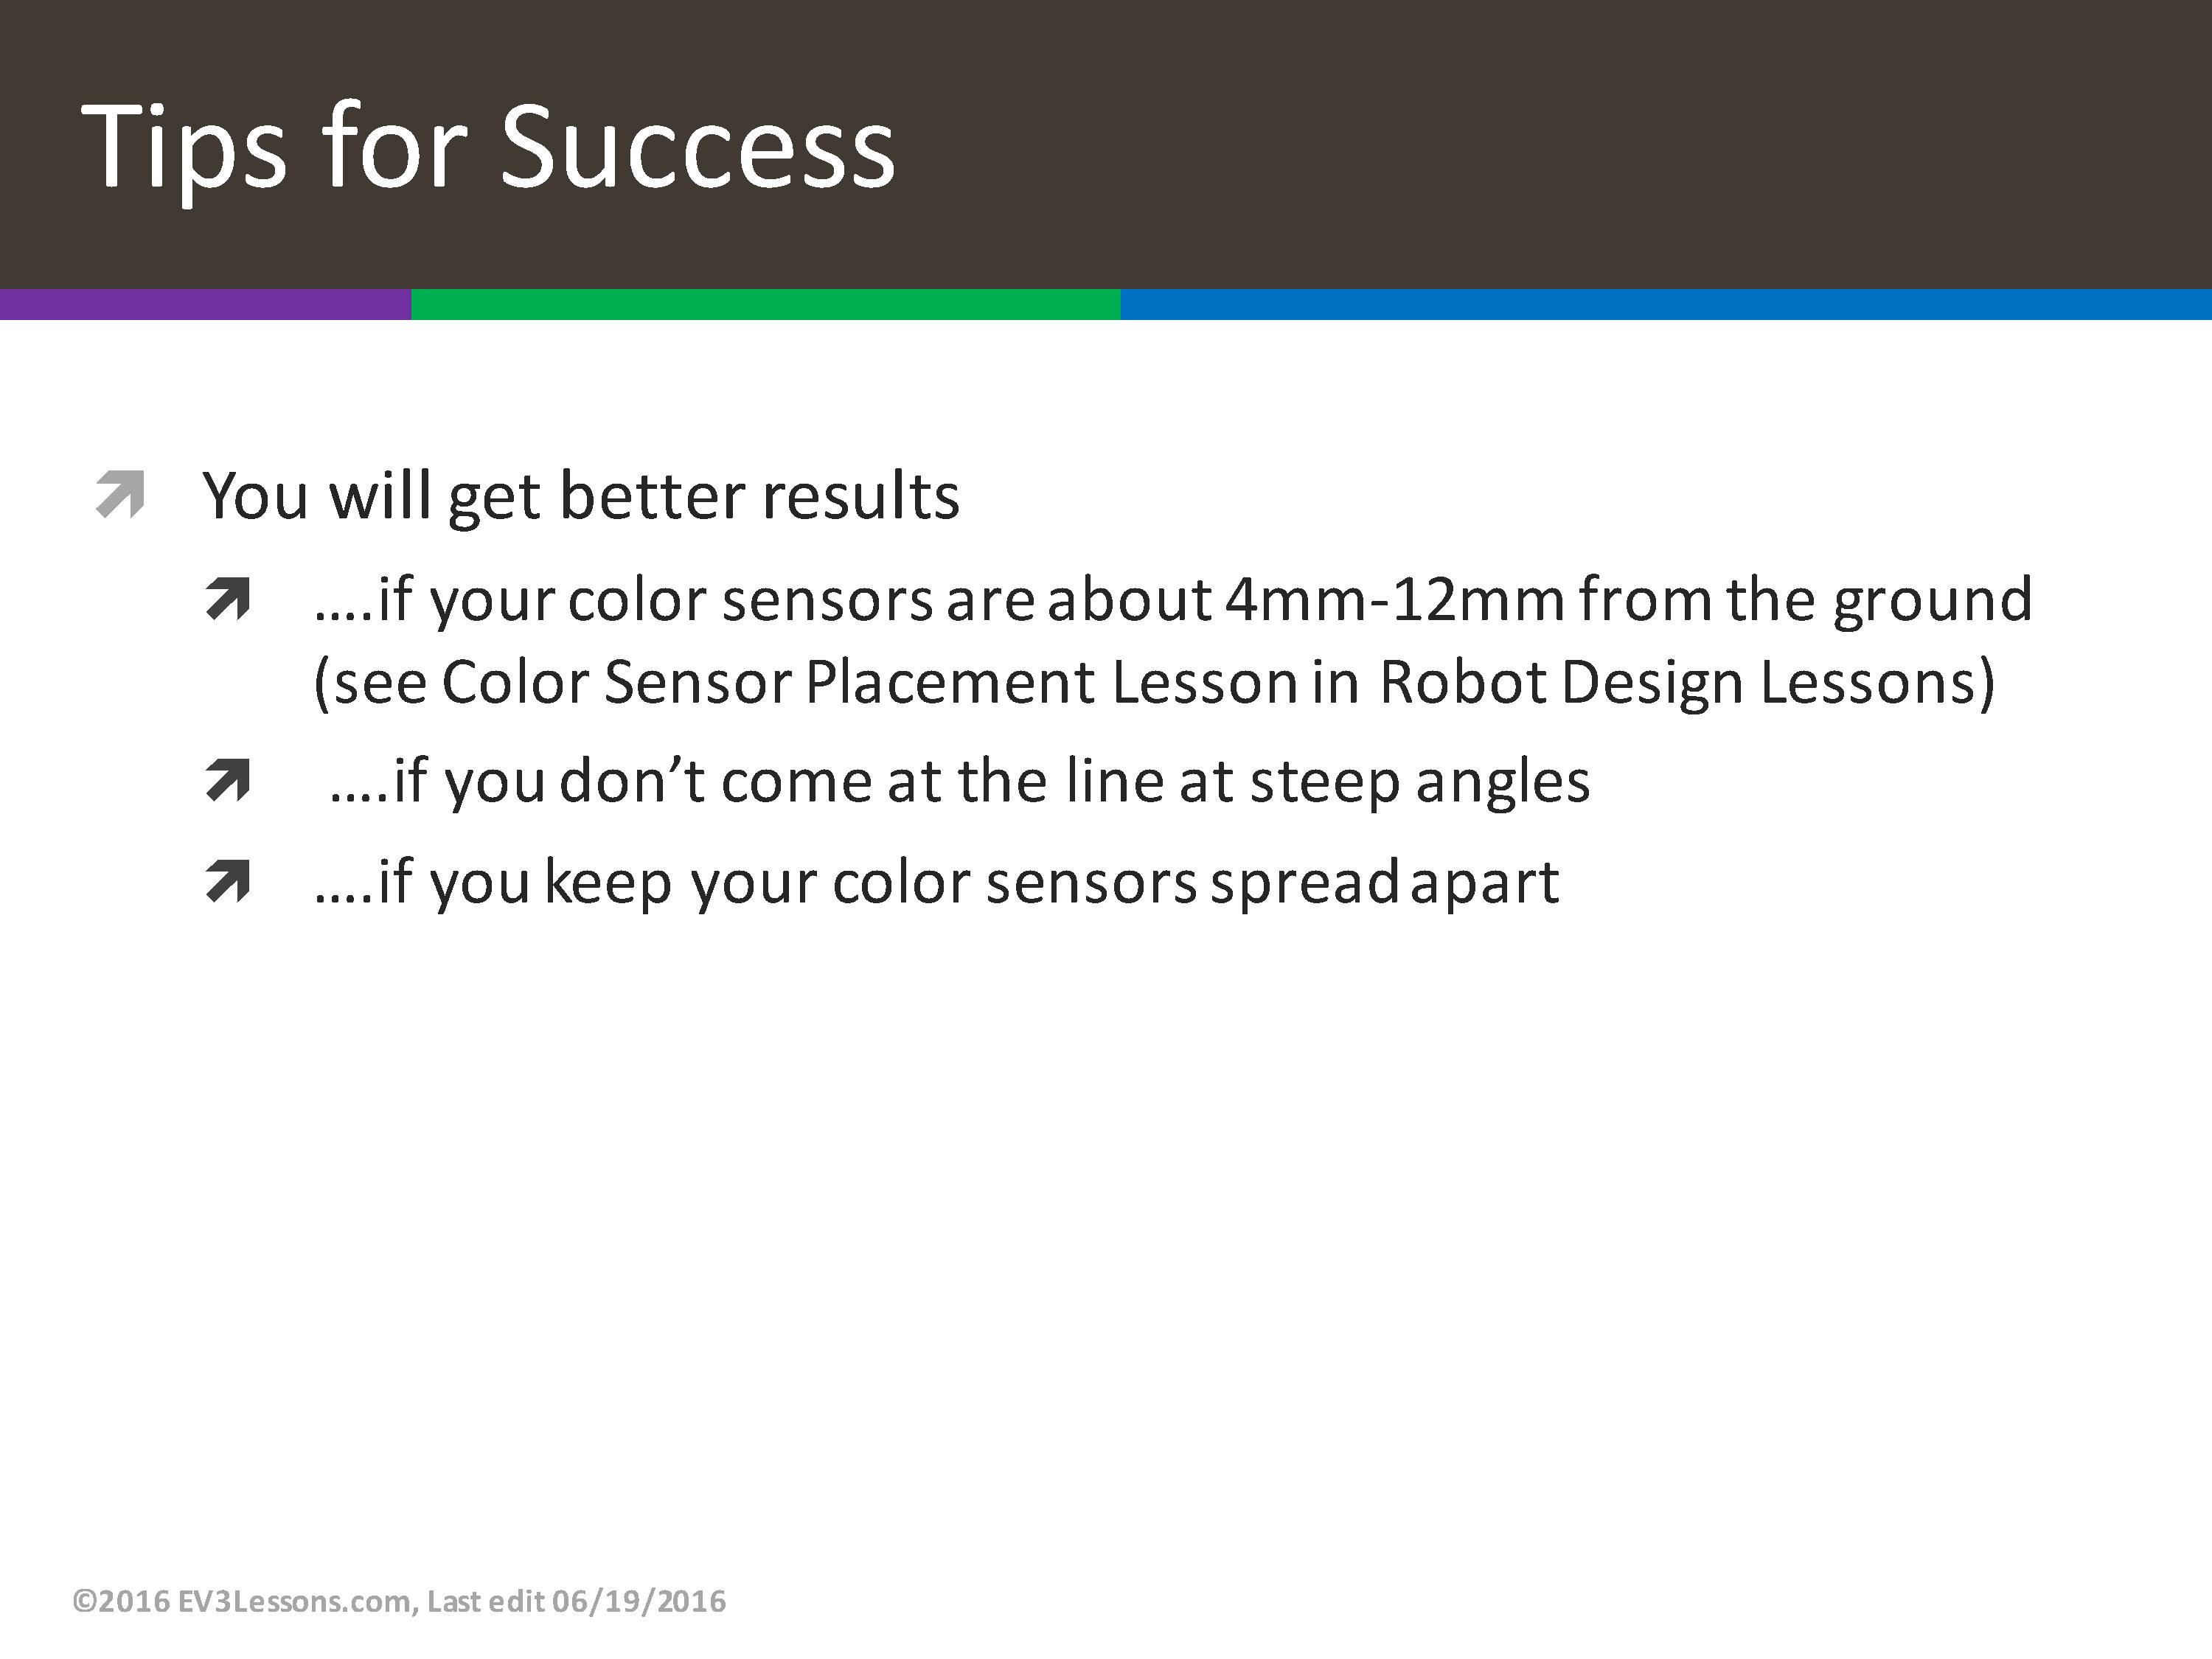 Tips for Success
You will get better results
....if your color sensors are about 4mm-12mm from the ground
(see Color Sensor Placement Lesson in Robot Design Lessons)
....if you don’t come at the line at steep angles
....if you keep your color sensors spread apart
©2016 EV3Lessons.com, Last edit 06/19/2016